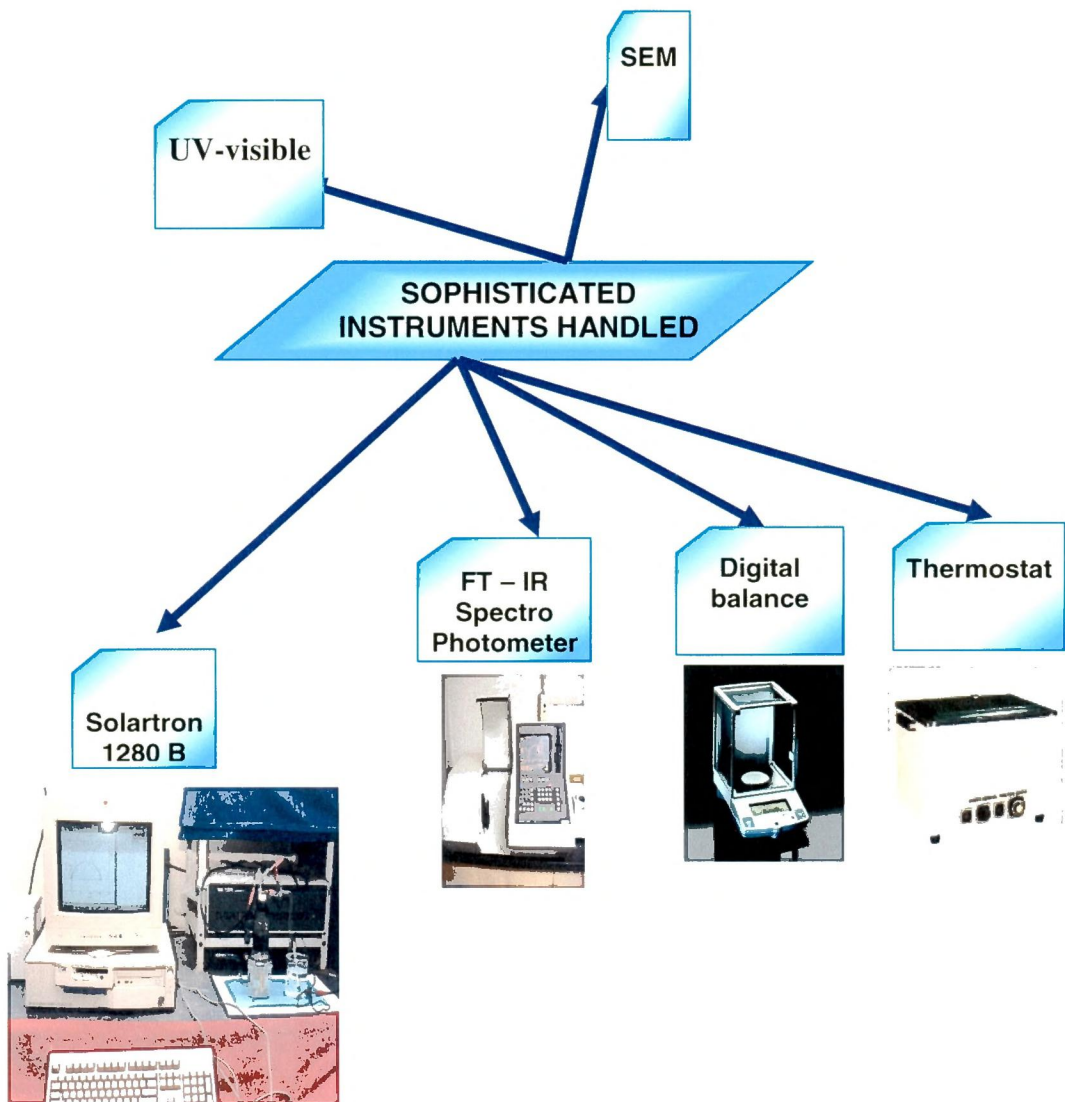 SEM
UV-visible
SOPHISTICATED
INSTRUMENTS HANDLED
FT – IR
Spectro
Photometer
Digital
balance
Thermostat
Solartron
1280 B